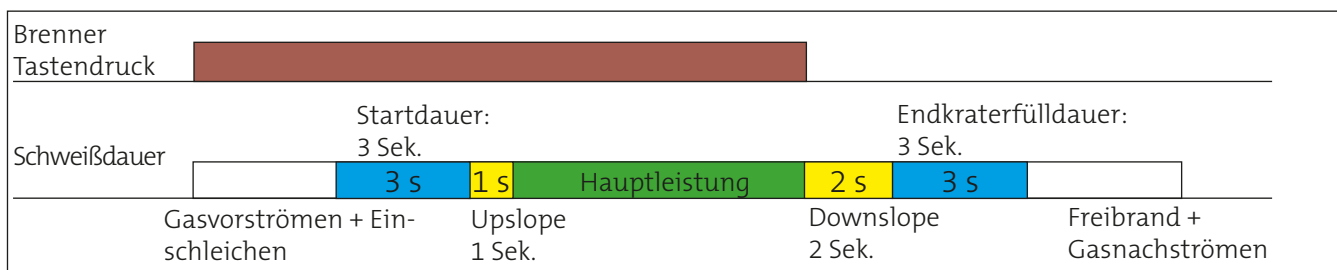 Brenner
Tastendruck
Startdauer:
3 Sek.
Endkraterfülldauer:
3 Sek.
Schweißdauer
3 s
1 s
Hauptleistung
2 s
3 s
Gasvorströmen + Ein-
schleichen
Upslope
1 Sek.
Downslope
2 Sek.
Freibrand +
Gasnachströmen